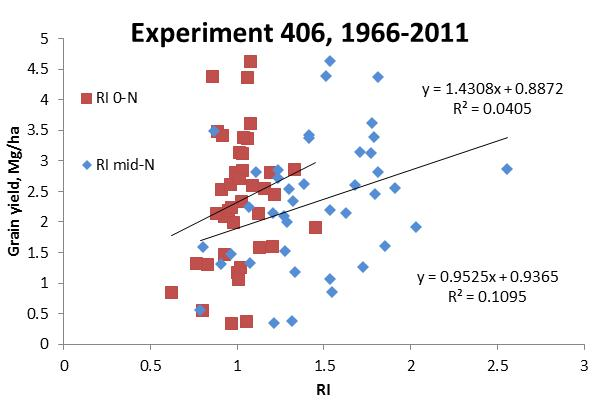 Experiment 406, 1966-2011
Grain yield, Mg/ha
5
4.5
4
3.5
3
2.5
2
1.5
1
0.5
0
RI 0-N
RI mid-N
y = 1.4308x + 0.8872
R² = 0.0405
y = 0.9525x + 0.9365
R² = 0.1095
0 0.5 1 1.5 2 2.5 3
RI